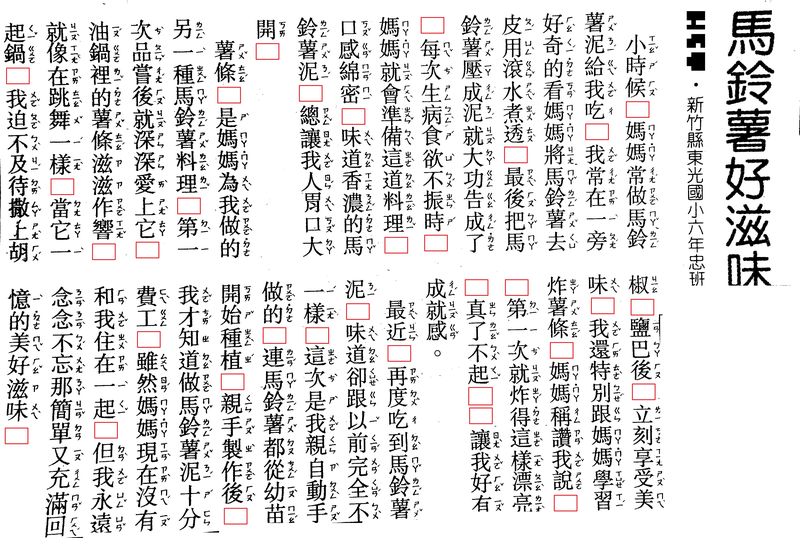 馬鈴薯好滋味
・新竹縣東光國小六年忠班
小時候□媽媽常做馬鈴
薯泥給我吃□我常在一旁
好奇的看媽媽將馬鈴薯去
皮用滾水煮透□最後把馬
鈴薯壓成泥就大功告成了
□
每次生病食欲不振時□
媽媽就會準備這道料理□
口感綿密□味道香濃的馬
鈴薯泥□總讓我人胃口大
開□
薯條□是媽媽為我做的
另一種馬鈴薯料理□第一
次品嘗後就深深愛上它□
油鍋裡的薯條滋滋作響□
就像在跳舞一樣□當它一
起鍋□我迫不及待撒上胡
椒□鹽巴後□立刻享受美
味□我還特別跟媽媽學習
炸薯條□媽媽稱讚我說□
□第一次就炸得這樣漂亮
□真了不起□□讓我好有
成就感。
最近□再度吃到馬鈴薯
泥□味道卻跟以前完全不
一樣□這次是我親自動手
做的□連馬鈴薯都從幼苗
開始種植□親手製作後□
我才知道做馬鈴薯泥十分
費工□雖然媽媽現在沒有
和我住在一起□但我永遠
念念不忘那簡單又充滿回
憶的美好滋味□